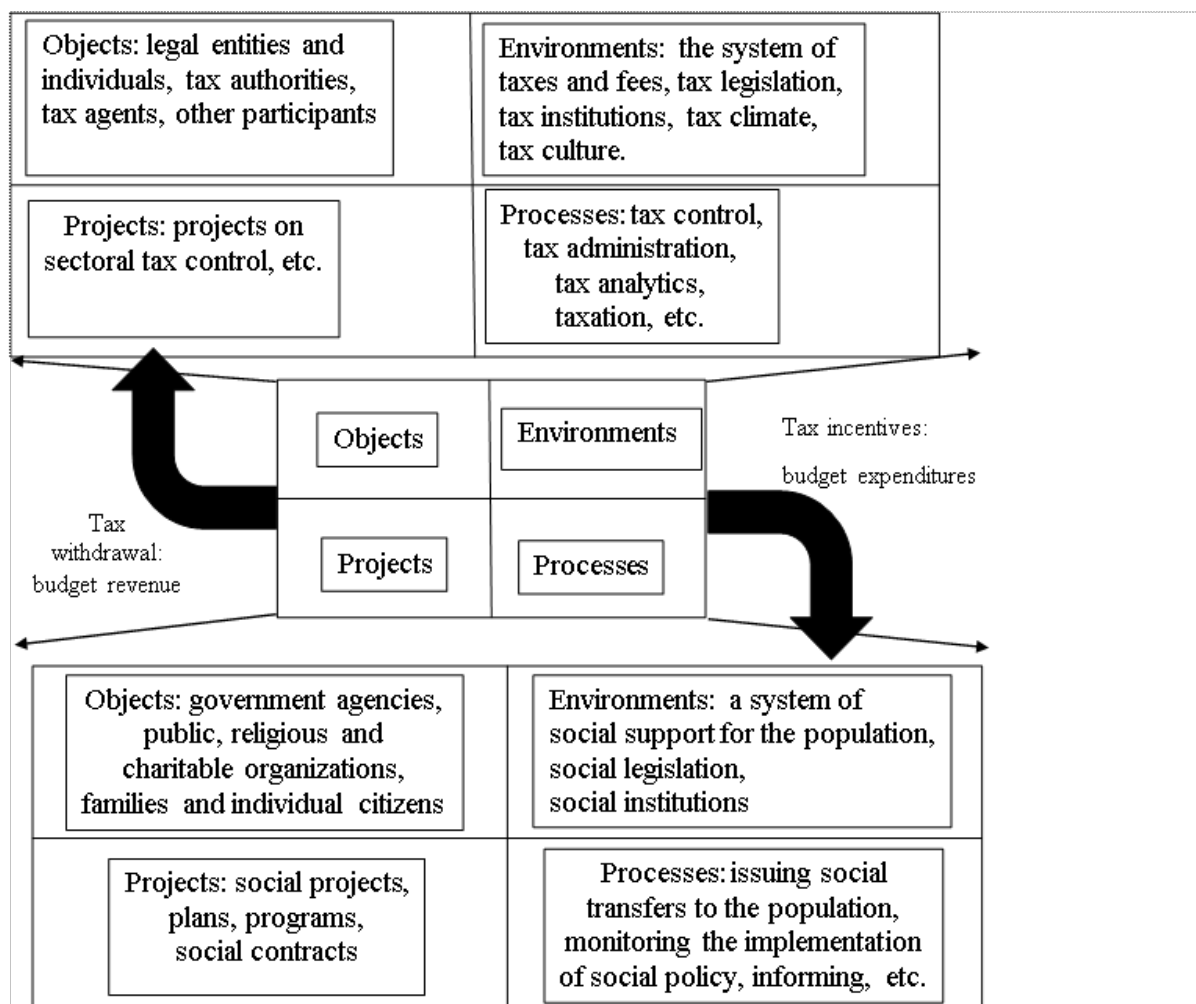 Objects: legal entities and
individuals, tax authorities,
tax agents, other participants
Environments: the system of
taxes and fees, tax legislation,
tax institutions, tax climate,
tax culture.
Projects: projects on
sectoral tax control, etc.
Processes: tax control,
tax administration,
tax analytics,
taxation, etc.
Objects
Environments
Tax incentives:
budget expenditures
Tax
withdrawal:
budget revenue
Projects
Processes
Objects: government agencies,
public, religious and
charitable organizations,
families and individual citizens
Environments: a system of
social support for the population,
social legislation,
social institutions
Projects: social projects,
plans, programs,
social contracts
Processes: issuing social
transfers to the population,
monitoring the implementation
of social policy, informing, etc.